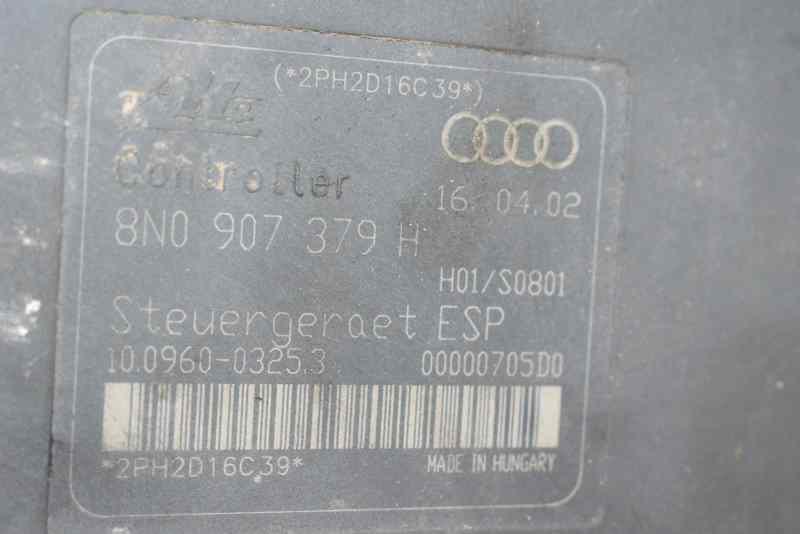 (*2PH2D16C39*)
Controller
16. 04.02
8N0 907 379 H
H01/S0801
Steuergeraet ESP
10.0960-0325.3 00000705D0
*2PH2D16C39* MADE IN HUNGARY